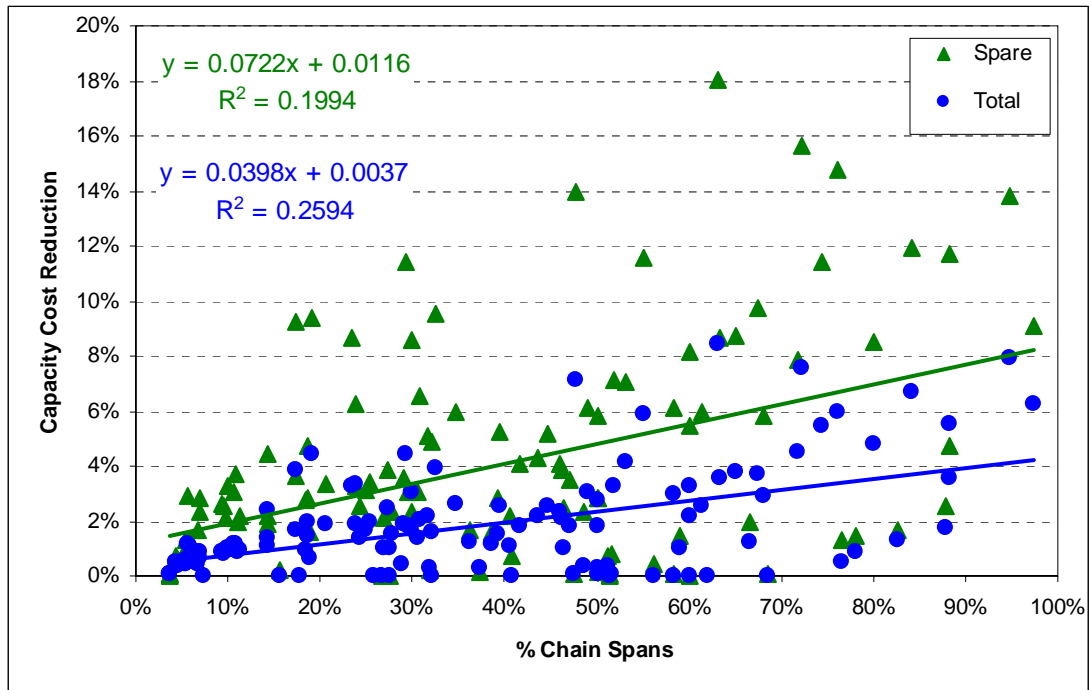 20%
18%
16%
14%
12%
10%
8%
6%
4%
2%
0%
Capacity Cost Reduction
y = 0.0722x + 0.0116
R² = 0.1994
y = 0.0398x + 0.0037
R² = 0.2594
Spare
Total
0% 10% 20% 30% 40% 50% 60% 70% 80% 90% 100%
% Chain Spans